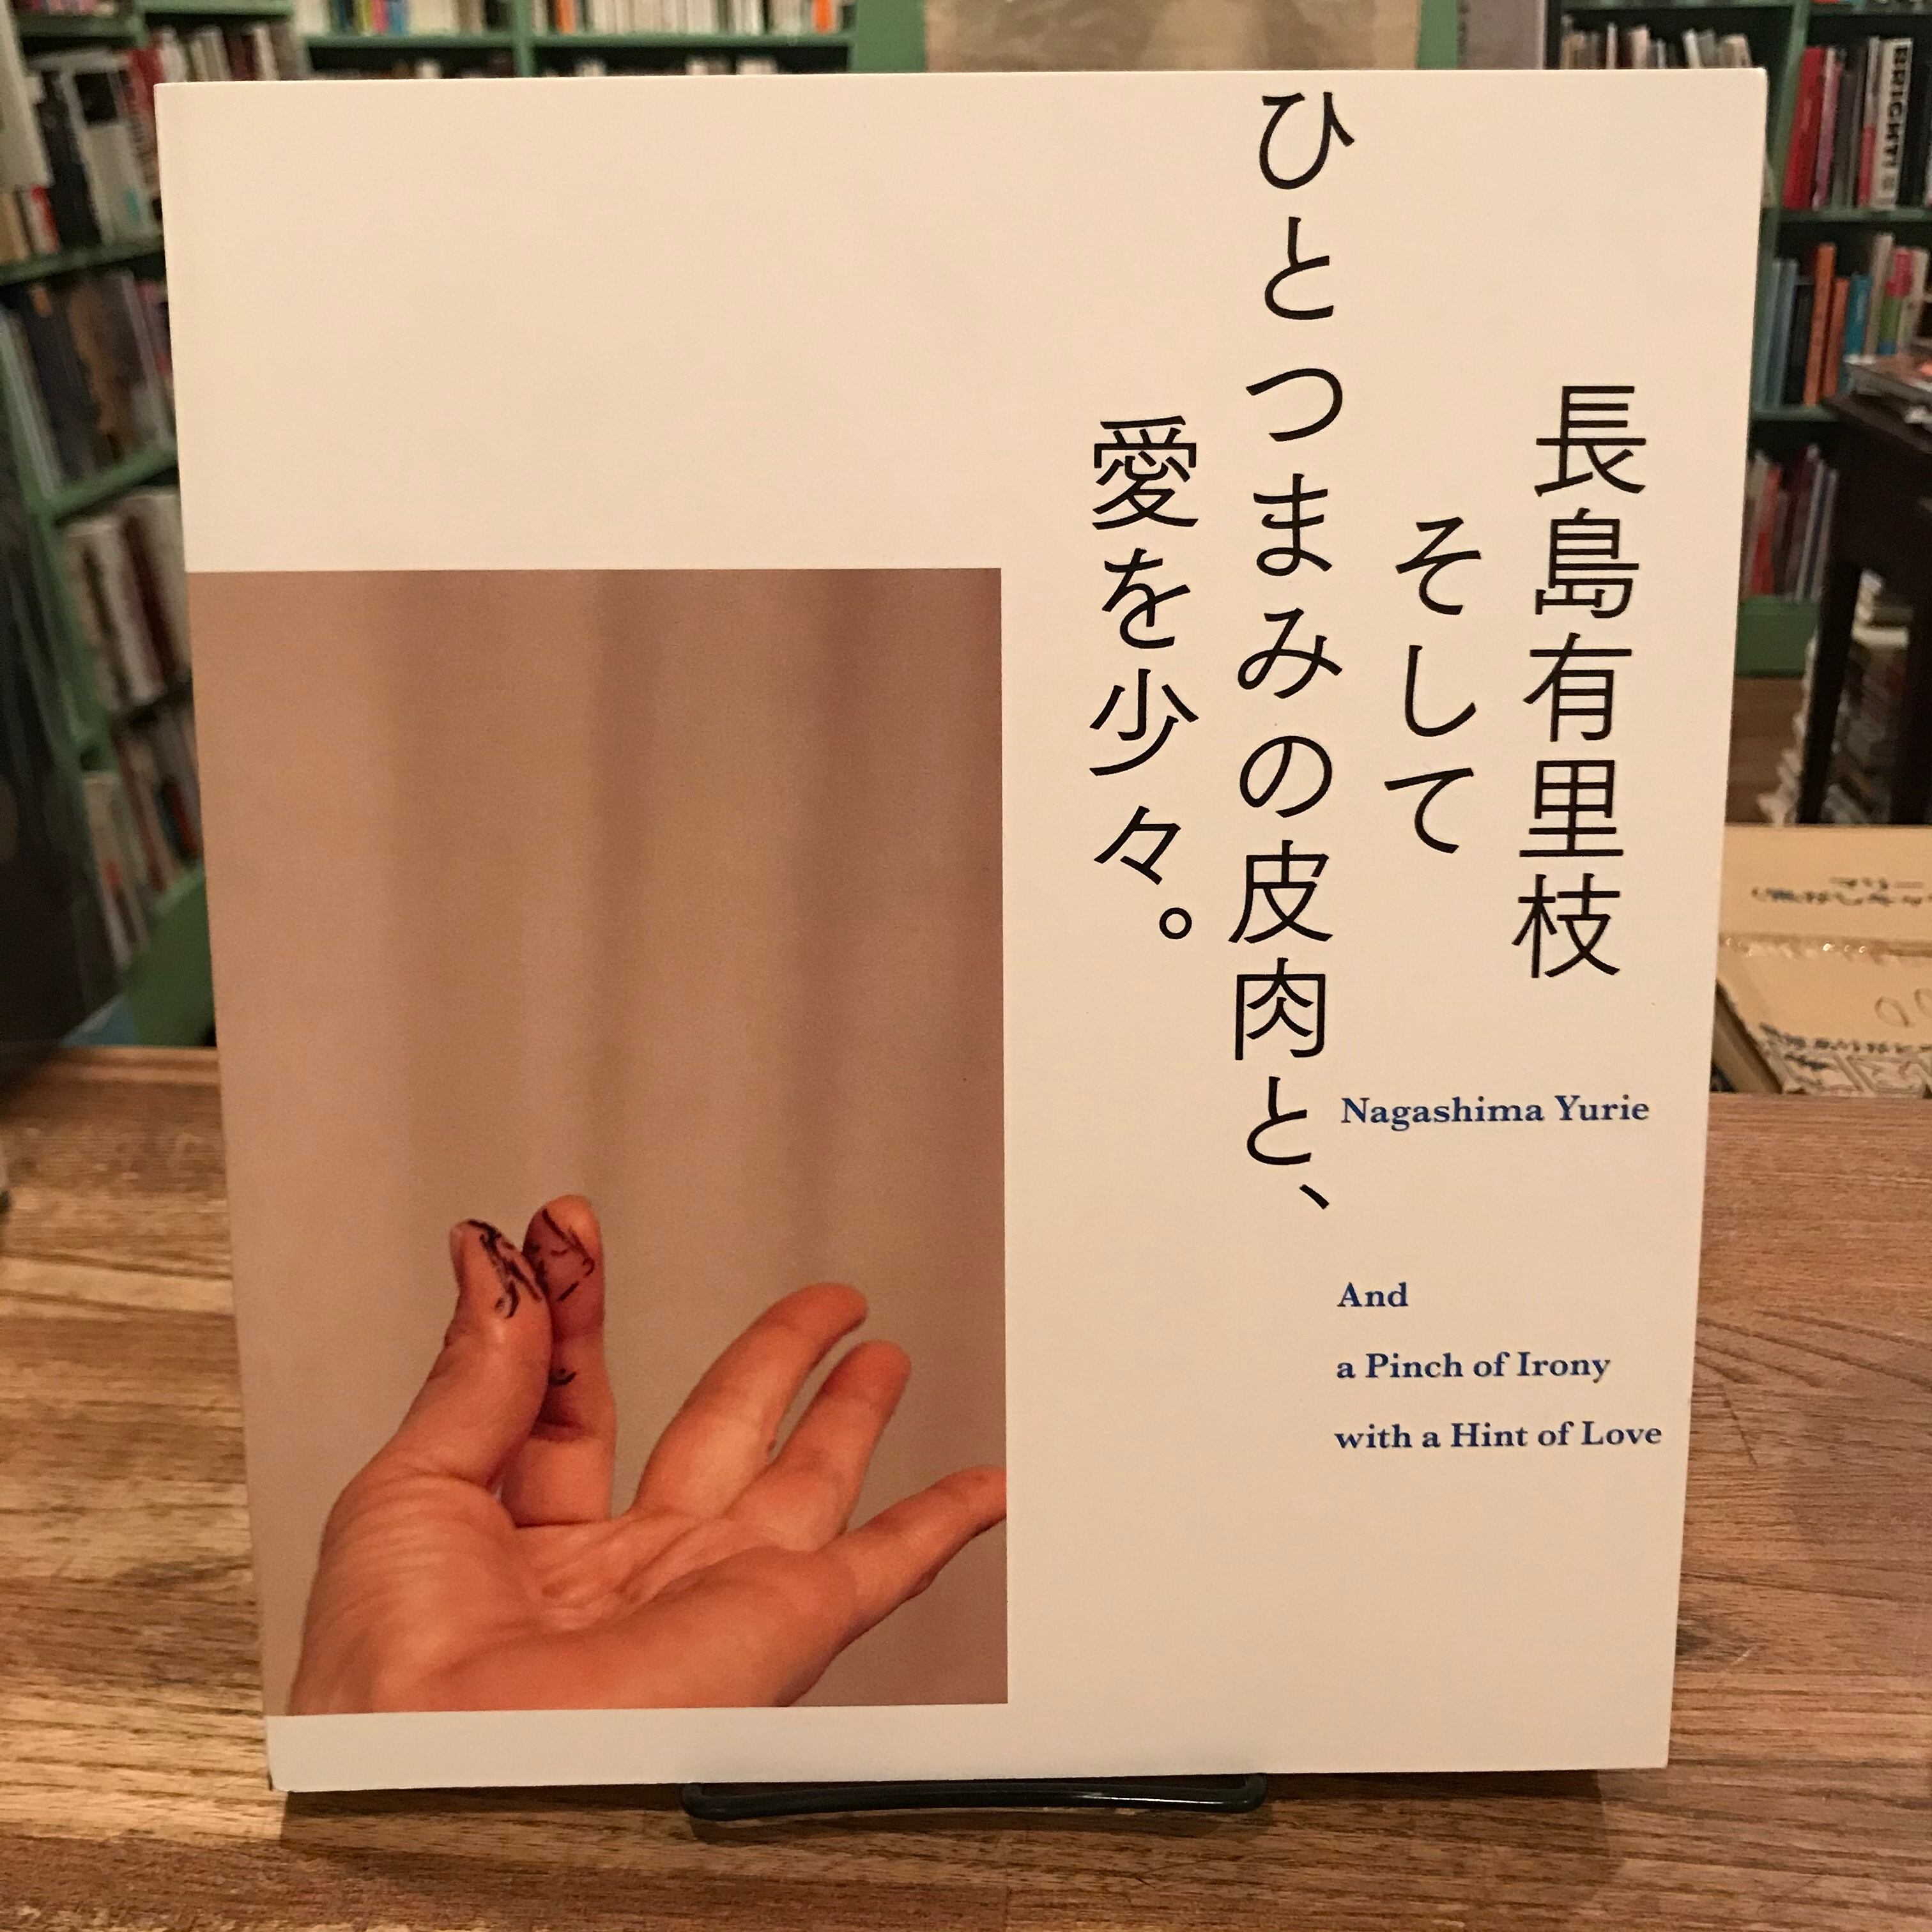 長島有里枝
そして
ひとつまみの皮肉と、
愛を少々。
Nagashima Yurie
And
a Pinch of Irony
with a Hint of Love
BRIGHT!